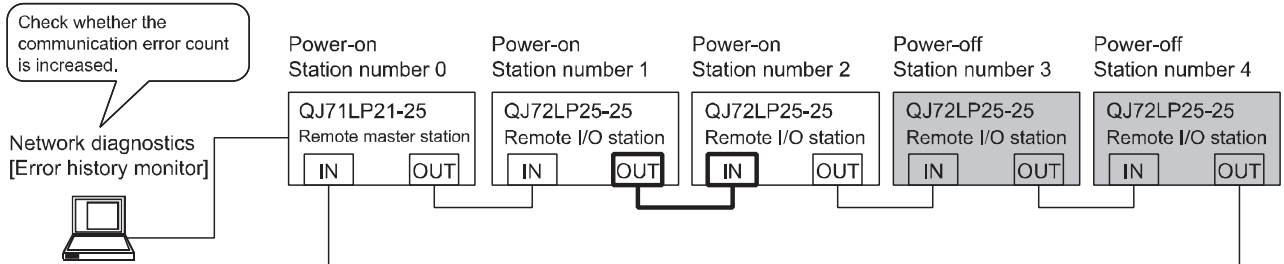 Check whether the
communication error count
is increased.
Network diagnostics
[Error history monitor]
Power-on
Station number 0
QJ71LP21-25
Remote master station
IN OUT
Power-on
Station number 1
QJ72LP25-25
Remote I/O station
IN OUT
Power-on
Station number 2
QJ72LP25-25
Remote I/O station
IN OUT
Power-off
Station number 3
QJ72LP25-25
Remote I/O station
IN OUT
Power-off
Station number 4
QJ72LP25-25
Remote I/O station
IN OUT